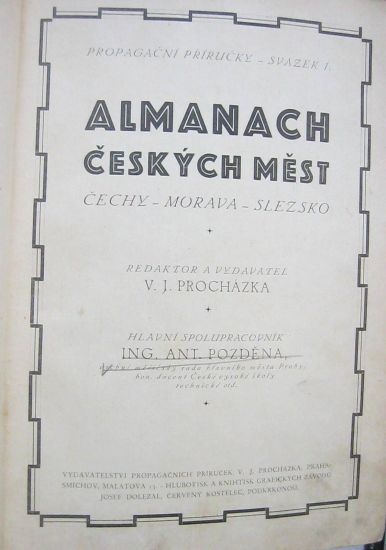 PROPAGAČNÍ PŘÍRUČKY – SVAZEK I.
ALMANACH
ČESKÝCH MĚST
ČECHY – MORAVA – SLEZSKO
REDAKTOR A VYDAVATEL
V. J. PROCHÁZKA
HLAVNÍ SPOLUPRACOVNÍK
ING. ANT. POZDĚNA,
rada hlavního města Prahy,
hon. docent České vysoké školy
technické atd.
VYDAVATELSTVÍ PROPAGAČNÍCH PŘÍRUČEK, V. J. PROCHÁZKA, PRAHA-
SMÍCHOV, MALÁTOVA 13. – HLUBOTISK A KNIHTISK GRAFICKÝCH ZÁVODŮ
JOSEF DOLEŽAL, ČERVENÝ KOSTELEC, PODKRKONOŠÍ.